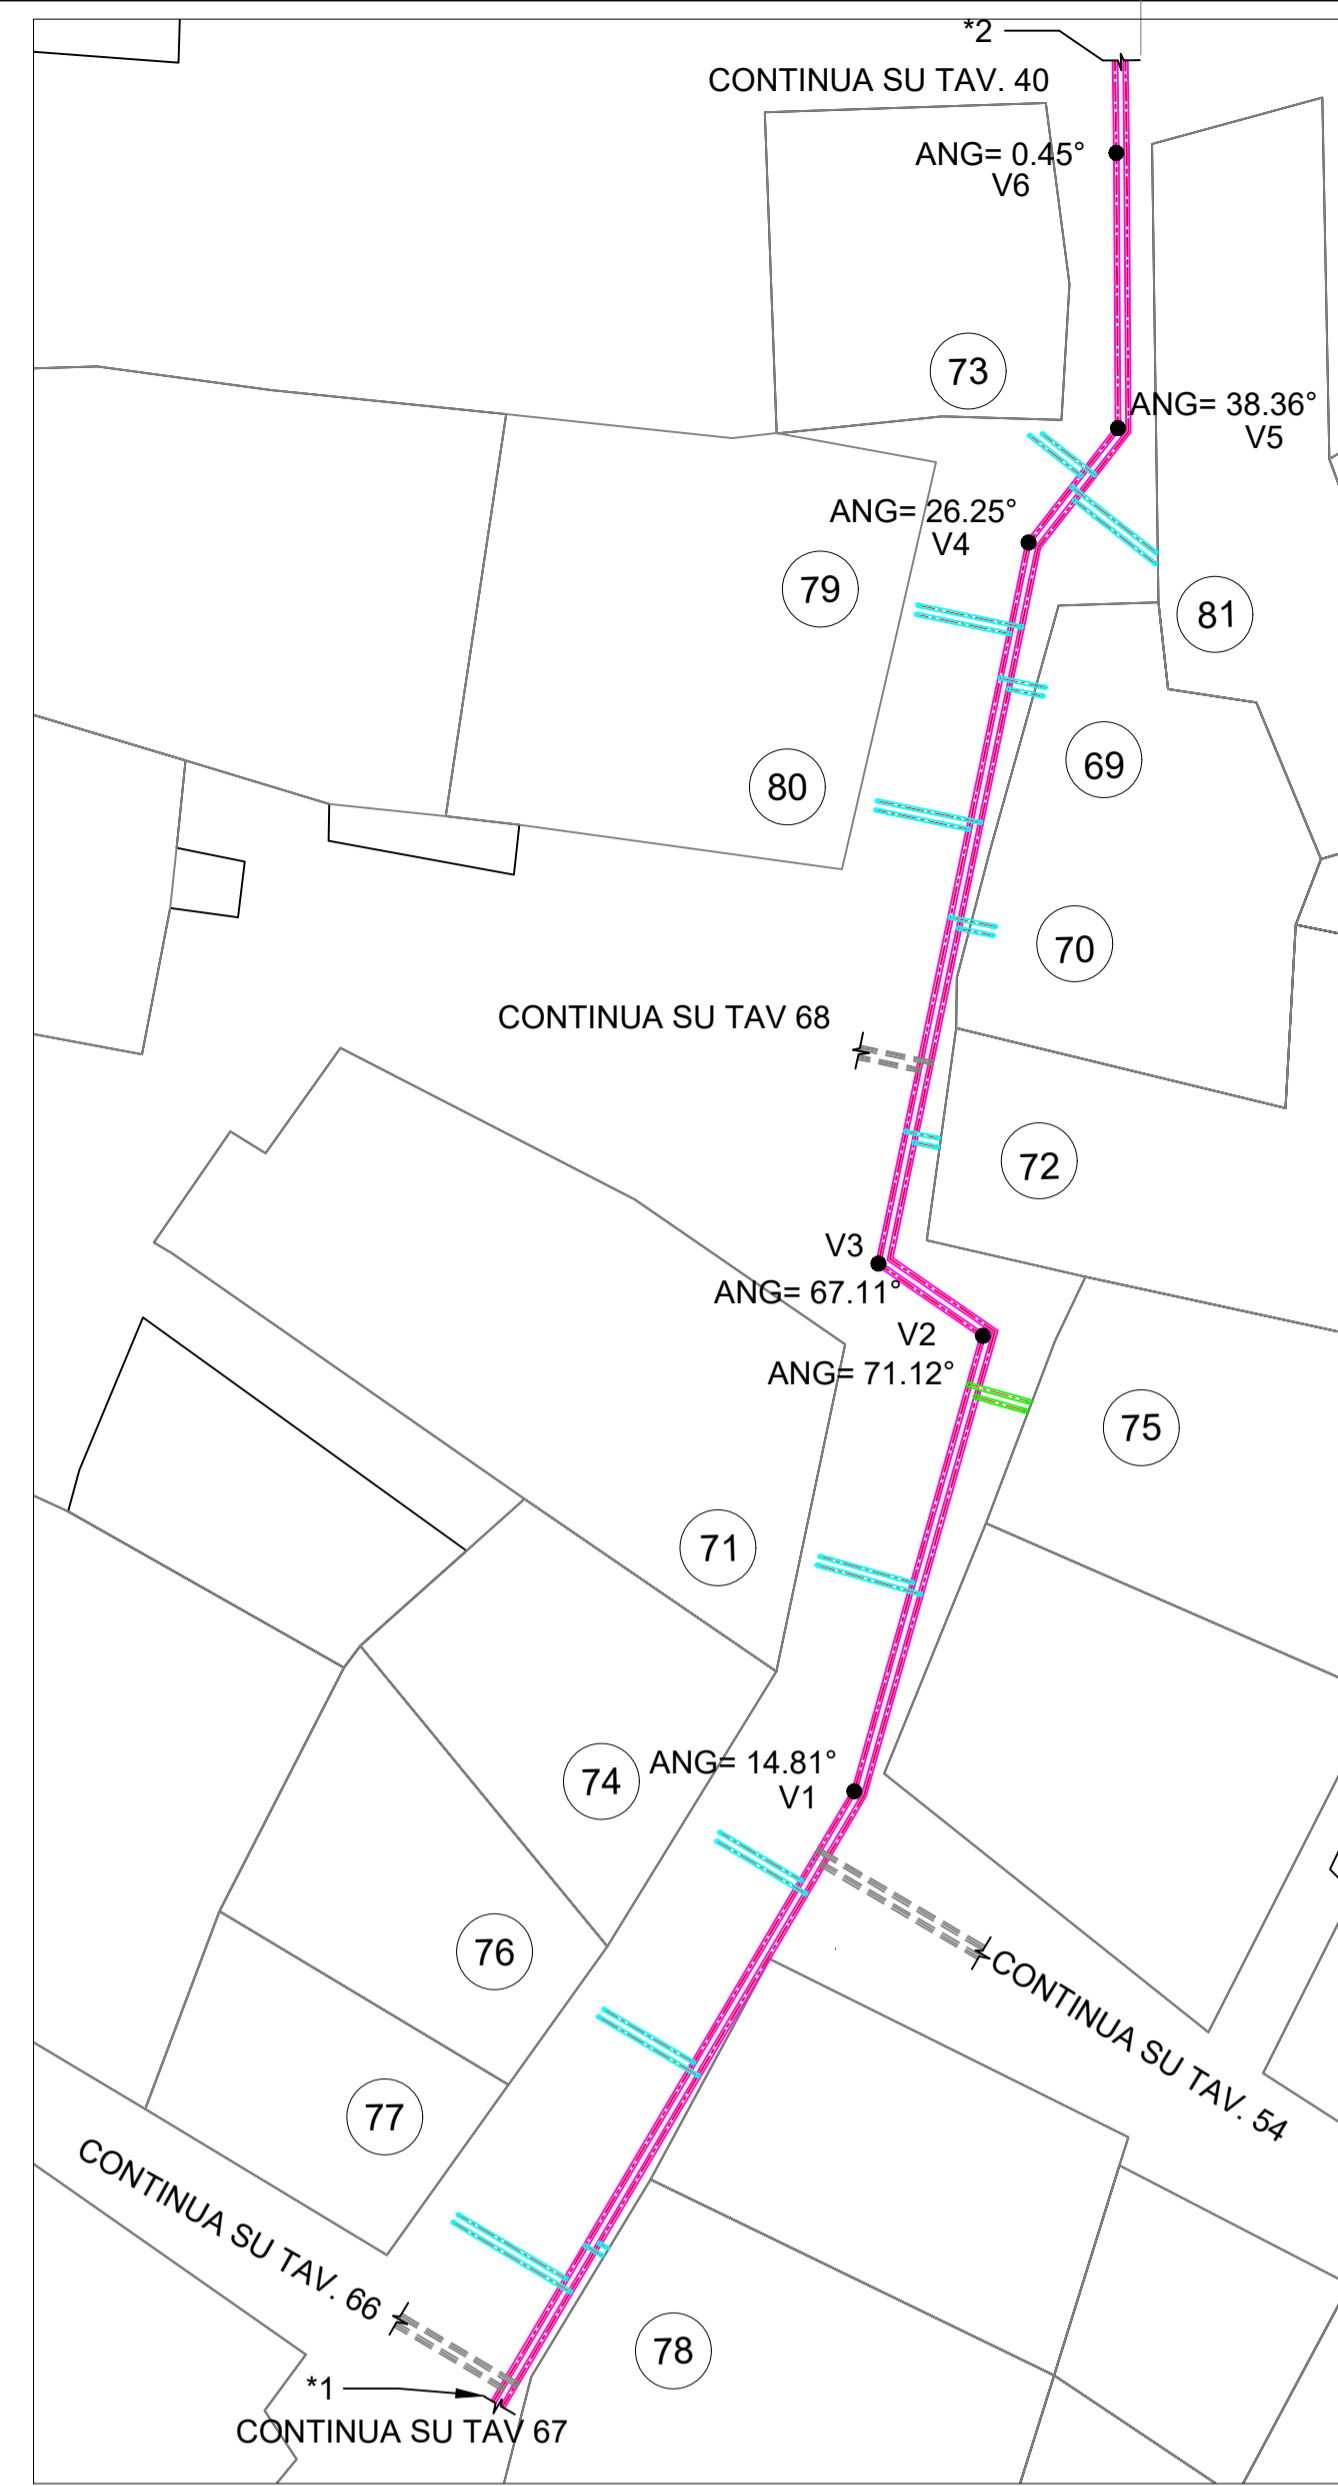 *2
CONTINUA SU TAV. 40
ANG= 0.45°
V6
73
ANG= 38.36°
V5
ANG= 26.25°
V4
79
81
69
80
70
CONTINUA SU TAV 68
72
V3
ANG= 67.11°
V2
ANG= 71.12°
75
71
ANG= 14.81°
V1
74
76
CONTINUA SU TAV. 54
77
CONTINUA SU TAV. 66
78
*1
CONTINUA SU TAV 67